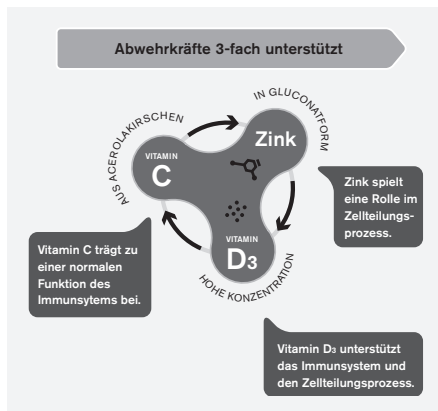 Abwehrkräfte 3-fach unterstützt
IN GLUCONATFORM
AUS ACEROLAKIRSCHEN
Zink
VITAMIN
C
VITAMIN
D3
HOHE KONZENTRATION
Zink spielt
eine Rolle im
Zellteilungs-
prozess.
Vitamin C trägt zu
einer normalen
Funktion des
Immunsytems bei.
Vitamin D3 unterstützt
das Immunsystem und
den Zellteilungsprozess.